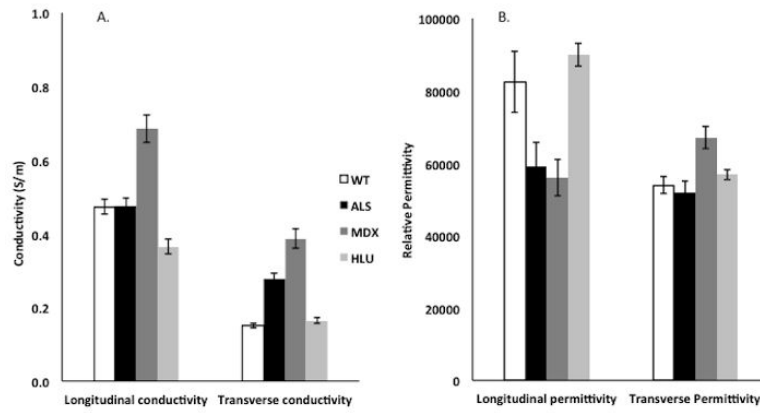 A.
1.0
0.8
0.6
0.4
0.2
0.0
Conductivity (S/m)
Longitudinal conductivity
Transverse conductivity
WT
ALS
MDX
HLU
B.
100000
80000
60000
40000
20000
0
Relative Permittivity
Longitudinal permittivity
Transverse Permittivity